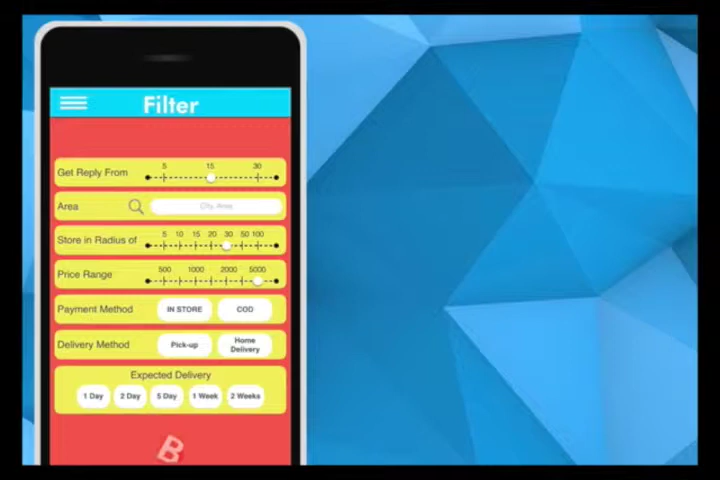 Filter
Get Reply From 5 15 30
Area City, Area
Store in Radius of 5 10 15 20 30 50 100
Price Range 500 1000 2000 5000
Payment Method IN STORE COD
Delivery Method Pick-up Home Delivery
Expected Delivery
1 Day 2 Day 5 Day 1 Week 2 Weeks
B